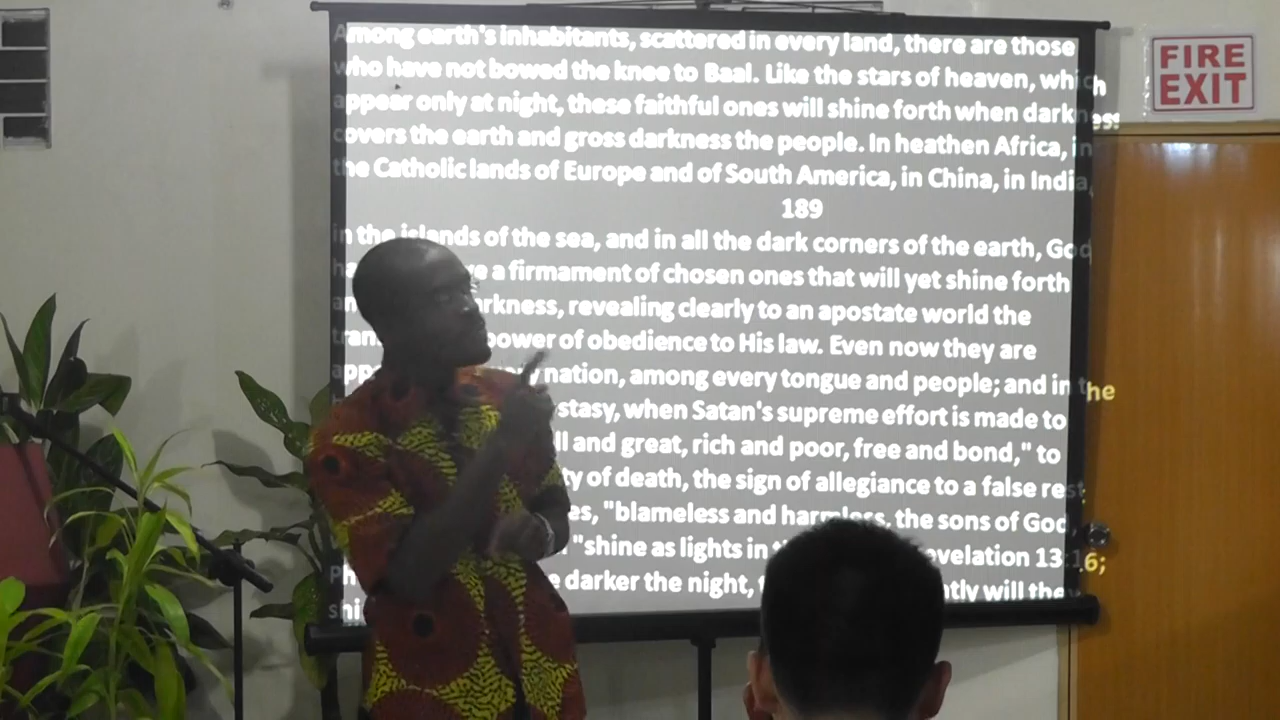 Among earth's inhabitants, scattered in every land, there are those
who have not bowed the knee to Baal. Like the stars of heaven, which
appear only at night, these faithful ones will shine forth when darkness
covers the earth and gross darkness the people. In heathen Africa, in
the Catholic lands of Europe and of South America, in China, in India,
189
in the islands of the sea, and in all the dark corners of the earth, God
a firmament of chosen ones that will yet shine forth
darkness, revealing clearly to an apostate world the
power of obedience to His law. Even now they are
nation, among every tongue and people; and in the
when Satan's supreme effort is made to
and great, rich and poor, free and bond," to
of death, the sign of allegiance to a false rest
"blameless and harmless, the sons of God
"shine as lights in Revelation 13:16;
darker the night, will they
FIRE
EXIT